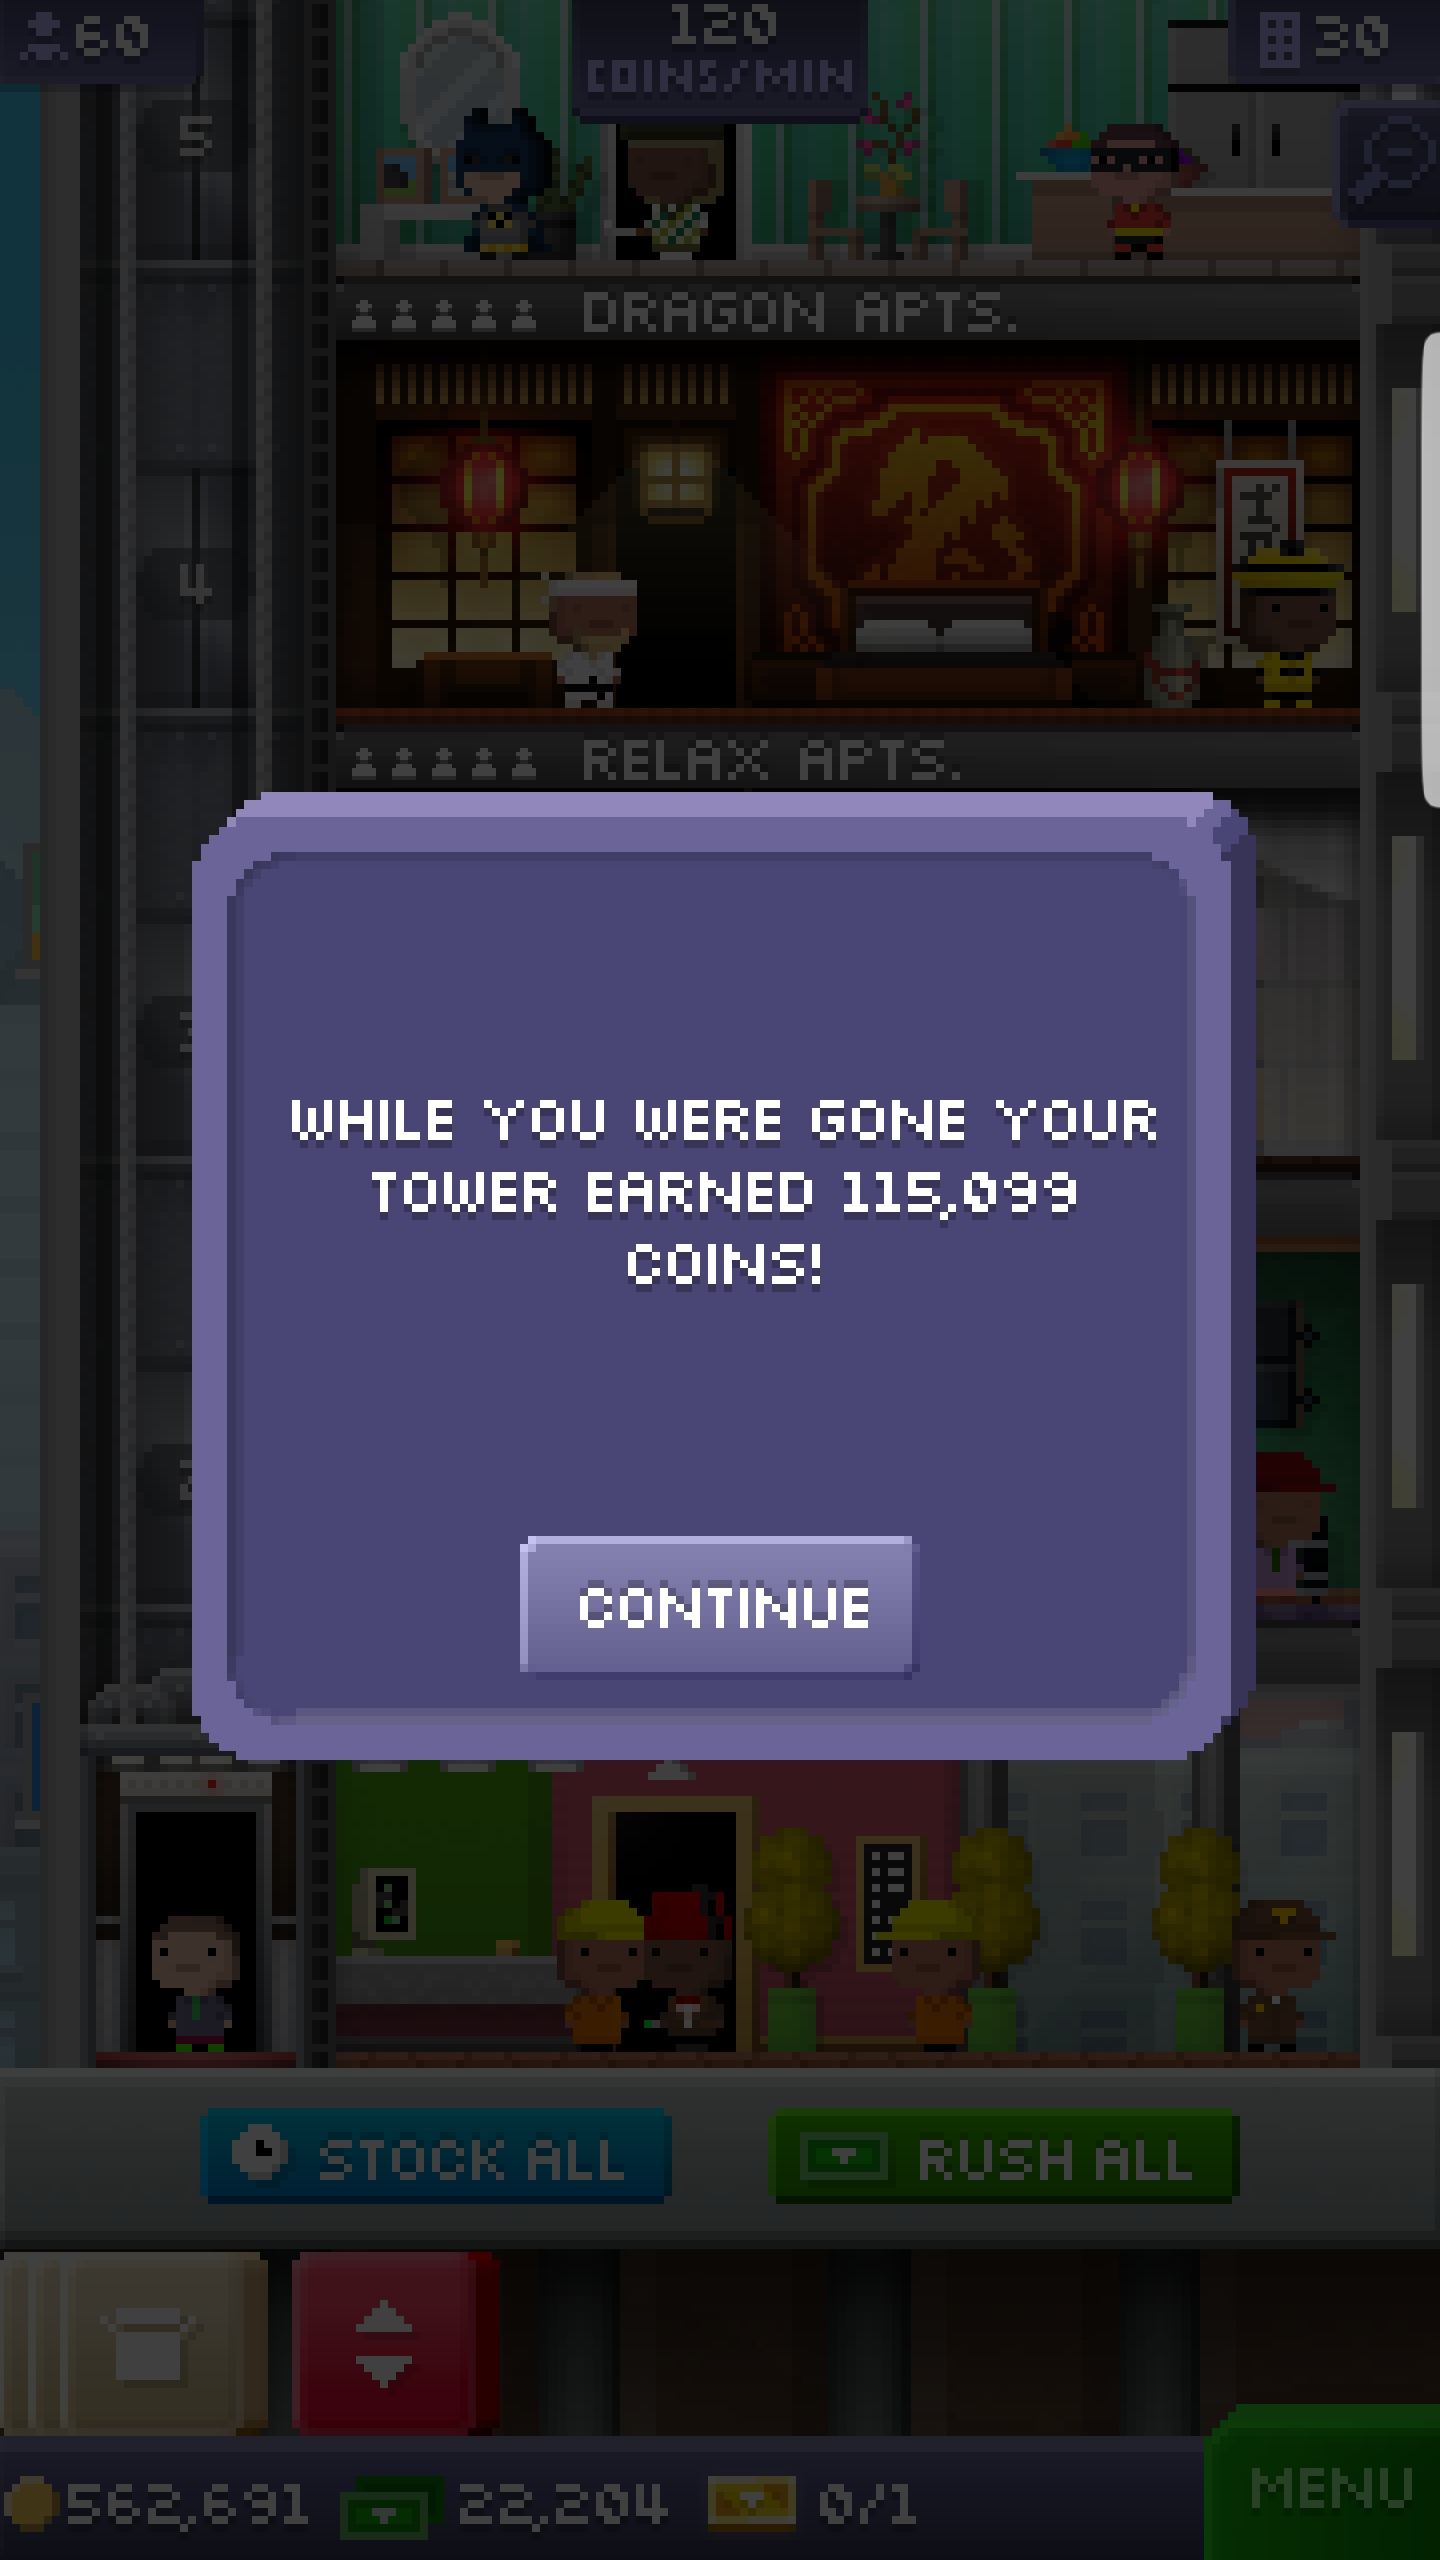 60
120
COINS/MIN
30
5
DRAGON APTS.
4
RELAX APTS.
WHILE YOU WERE GONE YOUR
TOWER EARNED 115,099
COINS!
CONTINUE
STOCK ALL
RUSH ALL
562,691
22,204
0/1
MENU